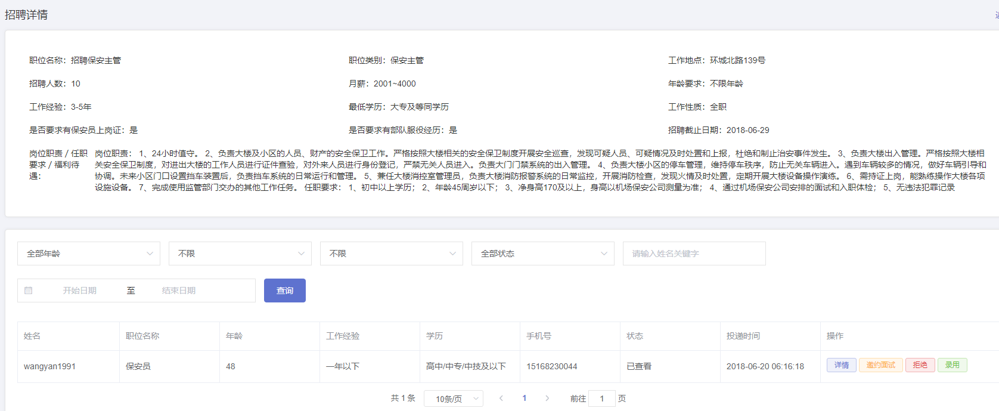 招聘详情
职位名称：招聘保安主管 职位类别：保安主管 工作地点：环城北路139号
招聘人数：10 月薪：2001~4000 年龄要求：不限年龄
工作经验：3-5年 最低学历：大专及等同学历 工作性质：全职
是否要求有保安员上岗证：是 是否要求有部队服役经历：是 招聘截止日期：2018-06-29
岗位职责 / 任职要求 / 福利待遇：
岗位职责： 1、24小时值守。 2、负责大楼及小区的人员、财产的安全保卫工作。严格按照大楼相关的安全保卫制度开展安全巡查，发现可疑人员、可疑情况及时处置和上报，杜绝和制止治安事件发生。 3、负责大楼出入管理。严格按照大楼相
关安全保卫制度，对进出大楼的工作人员进行证件查验，对外来人员进行身份登记，严禁无关人员进入。负责大门门禁系统的出入管理。 4、负责大楼小区的停车管理，维持停车秩序，防止无关车辆进入。遇到车辆较多的情况，做好车辆引导和
协调。未来小区门口设置挡车装置后，负责挡车系统的日常运行和管理。 5、兼任大楼消控室管理员，负责大楼消防报警系统的日常监控，开展消防检查，发现火情及时处置，定期开展大楼设备操作演练。 6、需持证上岗，能熟练操作大楼各项
设施设备。 7、完成使用监管部门交办的其他工作任务。 任职要求： 1、初中以上学历； 2、年龄45周岁以下； 3、净身高170及以上，身高以机场保安公司测量为准； 4、通过机场保安公司安排的面试和入职体检； 5、无违法犯罪记录
全部年龄 不限 不限 全部状态 请输入姓名关键字
开始日期 至 结束日期 查询
姓名 职位名称 年龄 工作经验 学历 手机号 状态 投递时间 操作
wangyan1991 保安员 48 一年以下 高中/中专/中技及以下 15168230044 已查看 2018-06-20 06:16:18 详情 邀约面试 拒绝 录用
共 1 条 10条/页 1 前往 1 页